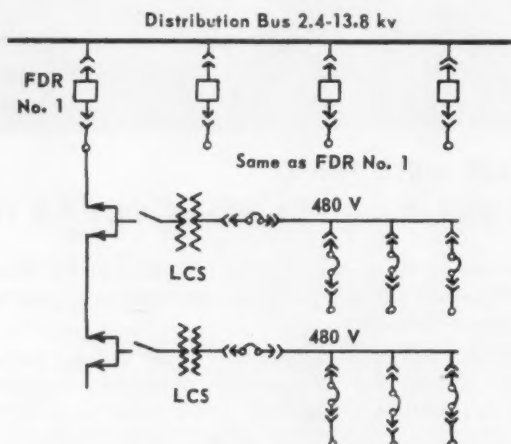 Distribution Bus 2.4-13.8 kv
FDR
No. 1
Same as FDR No. 1
480 V
LCS
480 V
LCS